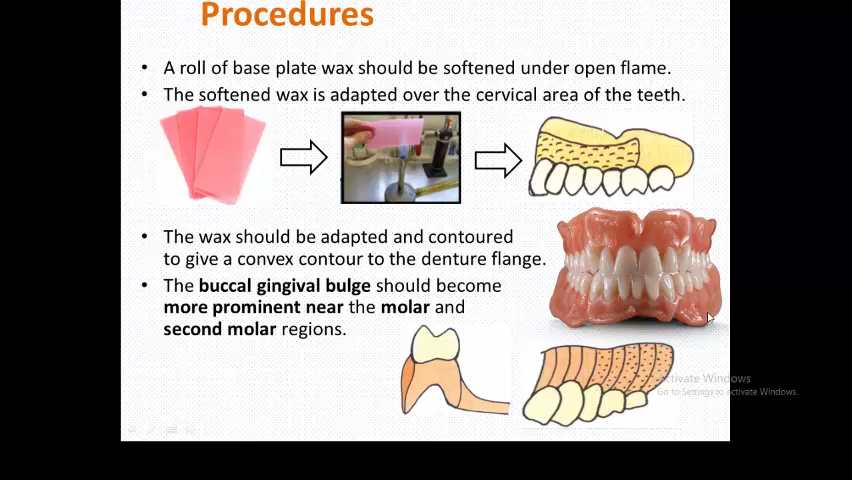 Procedures
• A roll of base plate wax should be softened under open flame.
• The softened wax is adapted over the cervical area of the teeth.
• The wax should be adapted and contoured
to give a convex contour to the denture flange.
• The buccal gingival bulge should become
more prominent near the molar and
second molar regions.
Activate Windows
Go to Settings to activate Windows.